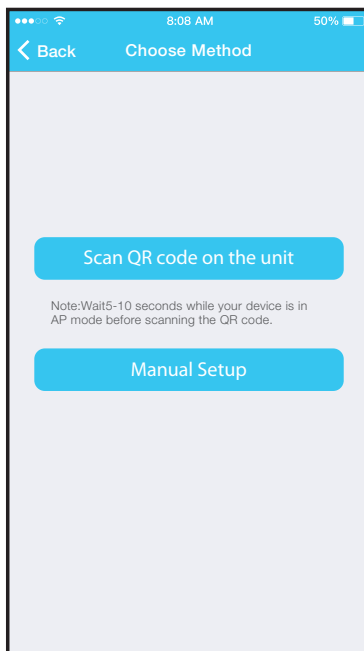 8:08 AM 50%
Back Choose Method
Scan QR code on the unit
Note:Wait5-10 seconds while your device is in
AP mode before scanning the QR code.
Manual Setup